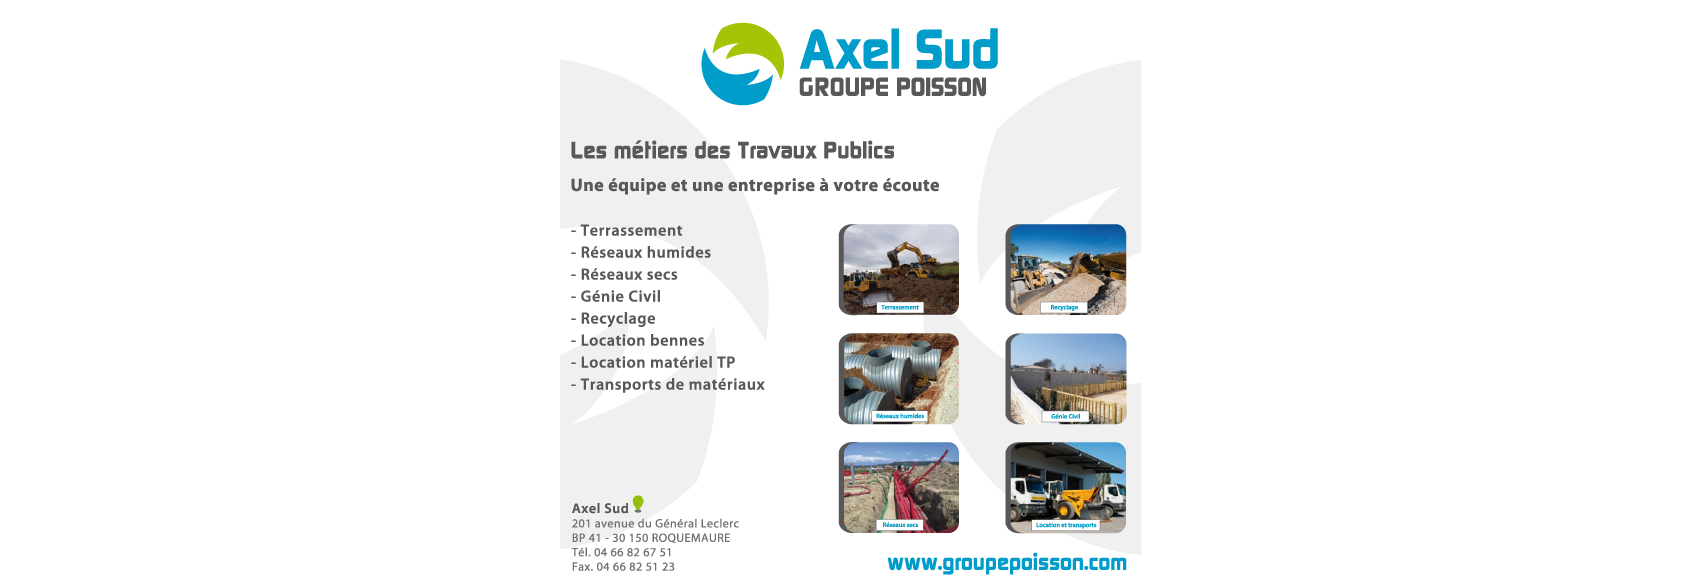 Axel Sud
GROUPE POISSON
Les métiers des Travaux Publics
Une équipe et une entreprise à votre écoute
- Terrassement
- Réseaux humides
- Réseaux secs
- Génie Civil
- Recyclage
- Location bennes
- Location matériel TP
- Transports de matériaux
Terrassement
Recyclage
Réseaux humides
Génie Civil
Réseaux secs
Location et transports
Axel Sud
201 avenue du Général Leclerc
BP 41 - 30 150 ROQUEMAURE
Tél. 04 66 82 67 51
Fax. 04 66 82 51 23
www.groupepoisson.com